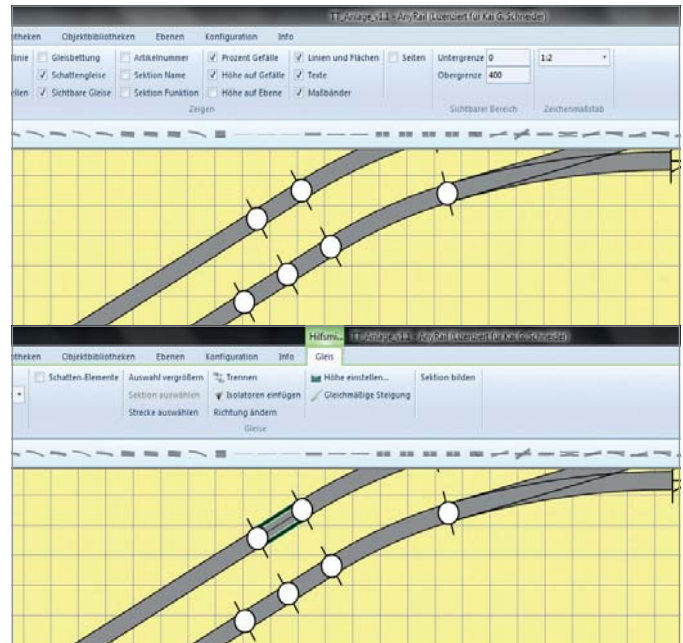 TT_Anlage_v1.1 - AnyRail (Lizenziert für Kai G. Schneider)
otheken Objektbibliotheken Ebenen Konfiguration Info
linie Gleisbettung Artikelnummer Prozent Gefälle Linien und Flächen Seiten Untergrenze 0 1:2
Schattengleise Sektion Name Höhe auf Gefälle Texte Obergrenze 400
ellen Sichtbare Gleise Sektion Funktion Höhe auf Ebene Maßbänder
Zeigen Sichtbarer Bereich Zeichenmaßstab
Hilfsmi... TT_Anlage_v1.1 - AnyRail (Lizenziert für Kai G. Schneider)
theken Objektbibliotheken Ebenen Konfiguration Info Gleis
Schatten-Elemente Auswahl vergrößern Trennen Höhe einstellen... Sektion bilden
Sektion auswählen Isolatoren einfügen Gleichmäßige Steigung
Strecke auswählen Richtung ändern
Gleise